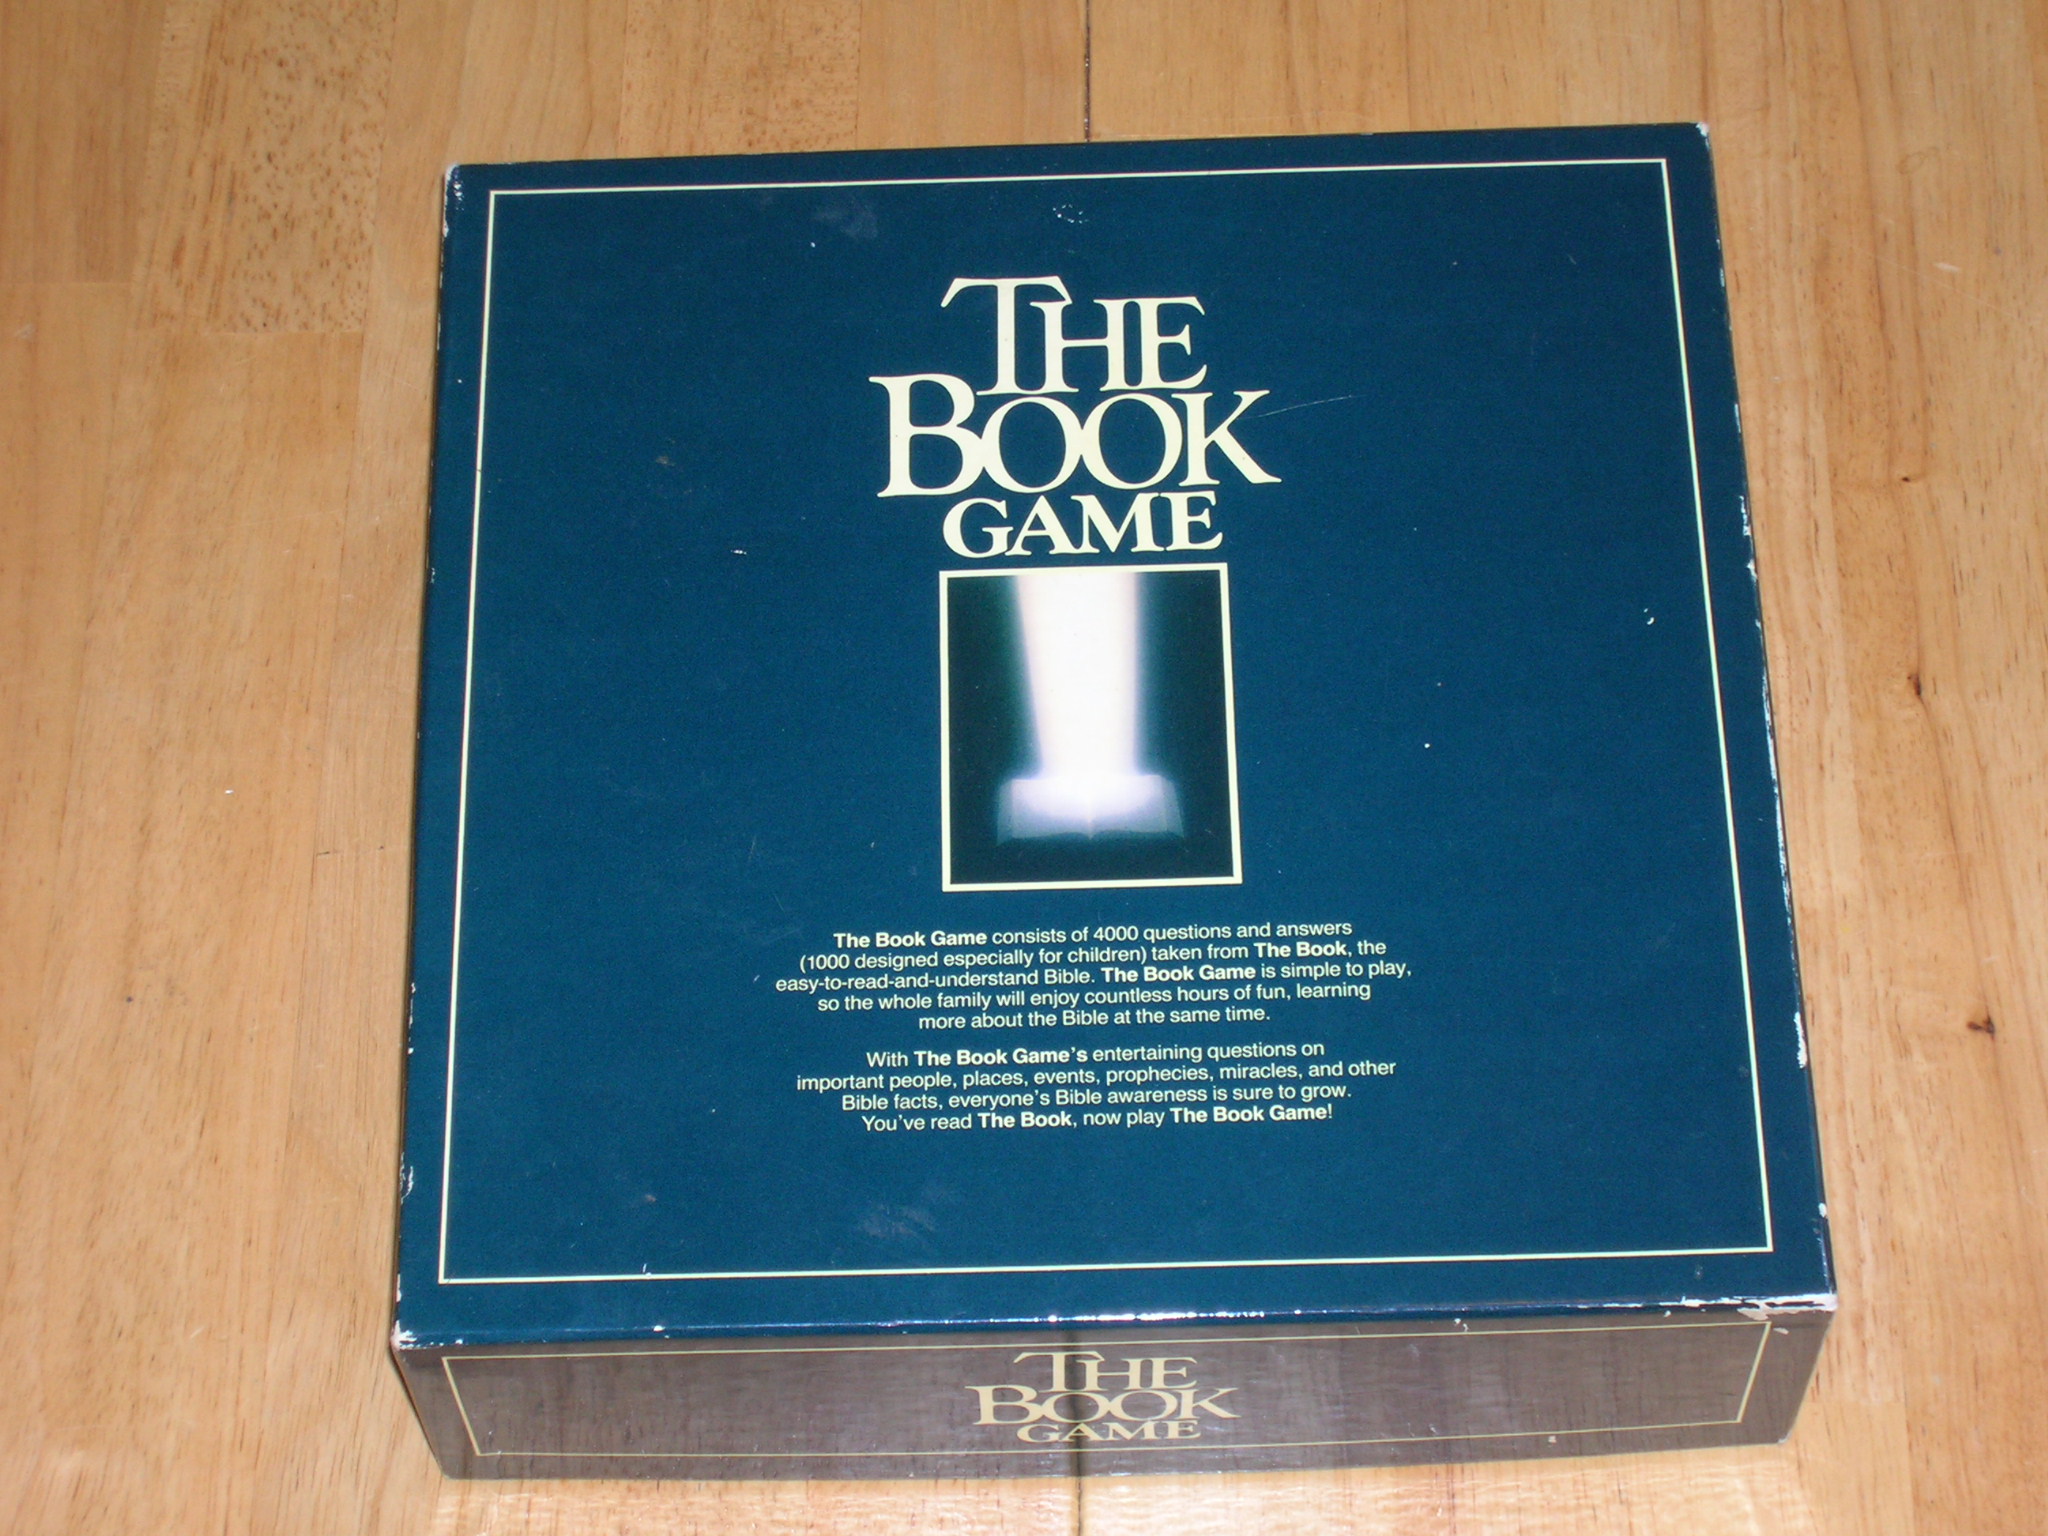 THE
BOOK
GAME
The Book Game consists of 4000 questions and answers
(1000 designed especially for children) taken from The Book, the
easy-to-read-and-understand Bible. The Book Game is simple to play,
so the whole family will enjoy countless hours of fun, learning
more about the Bible at the same time.
With The Book Game's entertaining questions on
important people, places, events, prophecies, miracles, and other
Bible facts, everyone's Bible awareness is sure to grow.
You've read The Book, now play The Book Game!
THE
BOOK
GAME